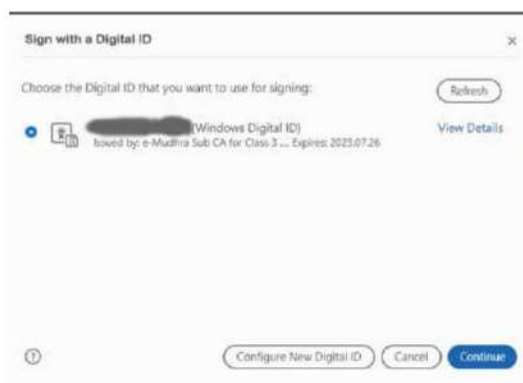 Sign with a Digital ID
Choose the Digital ID that you want to use for signing:
Refresh
(Windows Digital ID)
View Details
Issued by: e-Mudhra Sub CA for Class 3 ... Expires: 2023.07.26
Configure New Digital ID
Cancel
Continue